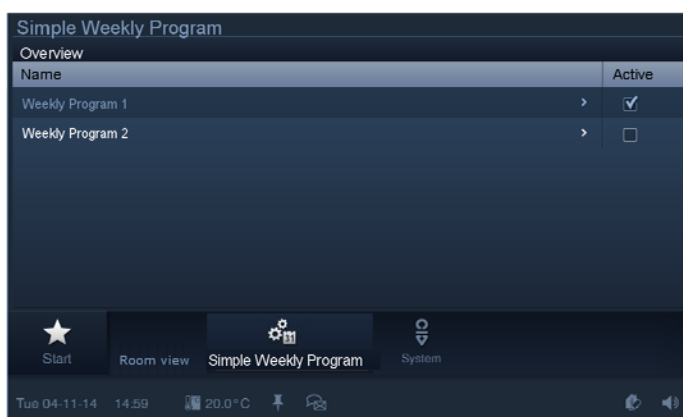 Simple Weekly Program
Overview
Name Active
Weekly Program 1
Weekly Program 2
Start Room view Simple Weekly Program System
Tue 04-11-14 14:59 20.0°C